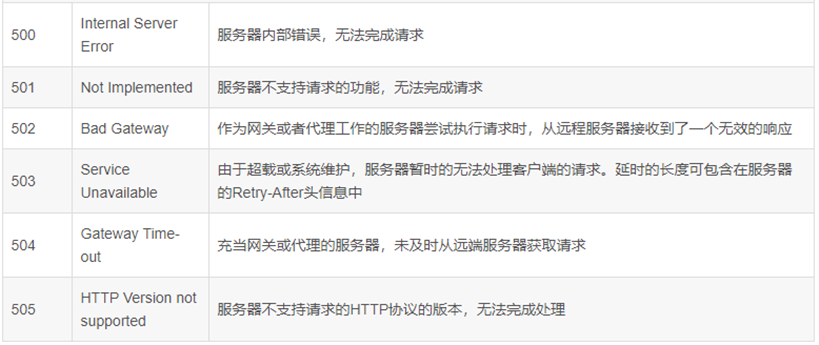 500
Internal Server
Error
服务器内部错误，无法完成请求
501
Not Implemented
服务器不支持请求的功能，无法完成请求
502
Bad Gateway
作为网关或者代理工作的服务器尝试执行请求时，从远程服务器接收到了一个无效的响应
503
Service
Unavailable
由于超载或系统维护，服务器暂时的无法处理客户端的请求。延时的长度可包含在服务器
的Retry-After头信息中
504
Gateway Time-
out
充当网关或代理的服务器，未及时从远端服务器获取请求
505
HTTP Version not
supported
服务器不支持请求的HTTP协议的版本，无法完成处理